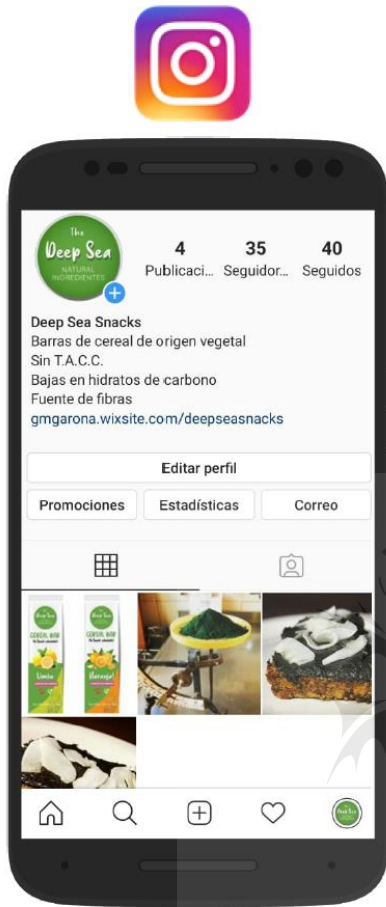 The
Deep Sea
NATURAL
INGREDIENTES
4
Publicaci...
35
Seguidor...
40
Seguidos
Deep Sea Snacks
Barras de cereal de origen vegetal
Sin T.A.C.C.
Bajas en hidratos de carbono
Fuente de fibras
gmgarona.wixsite.com/deepseasnacks
Editar perfil
Promociones
Estadísticas
Correo
CEREAL BAR
Limón
CEREAL BAR
Naranja